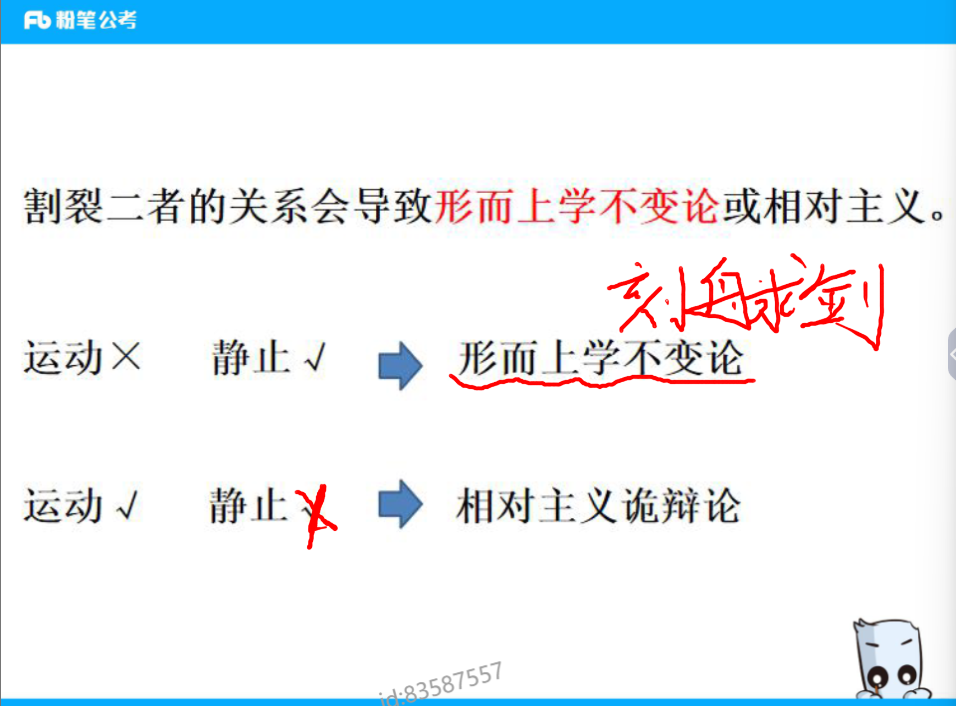 粉笔公考
割裂二者的关系会导致形而上学不变论或相对主义。
刻舟求剑
运动× 静止√ 形而上学不变论
运动√ 静止× 相对主义诡辩论
id:83587557